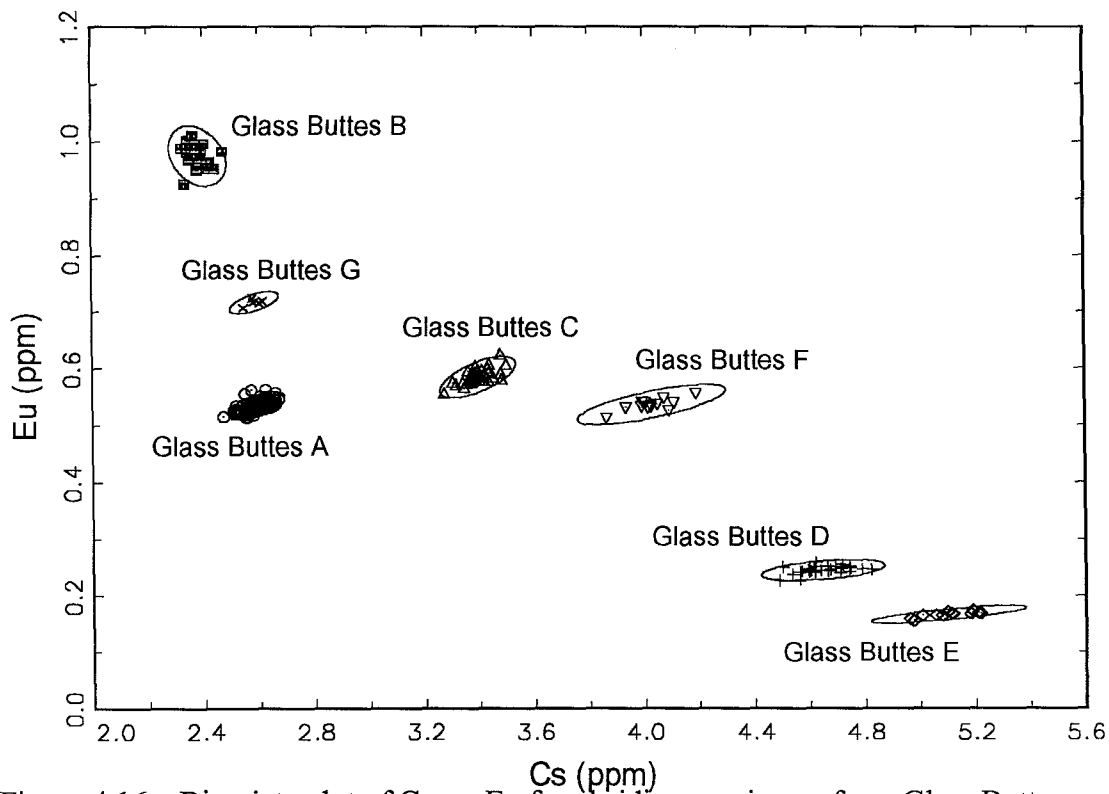 1.2
1.0
0.8
0.6
0.4
0.2
0.0
Eu (ppm)
Glass Buttes B
Glass Buttes G
Glass Buttes C
Glass Buttes F
Glass Buttes A
Glass Buttes D
Glass Buttes E
2.0 2.4 2.8 3.2 3.6 4.0 4.4 4.8 5.2 5.6
Cs (ppm)